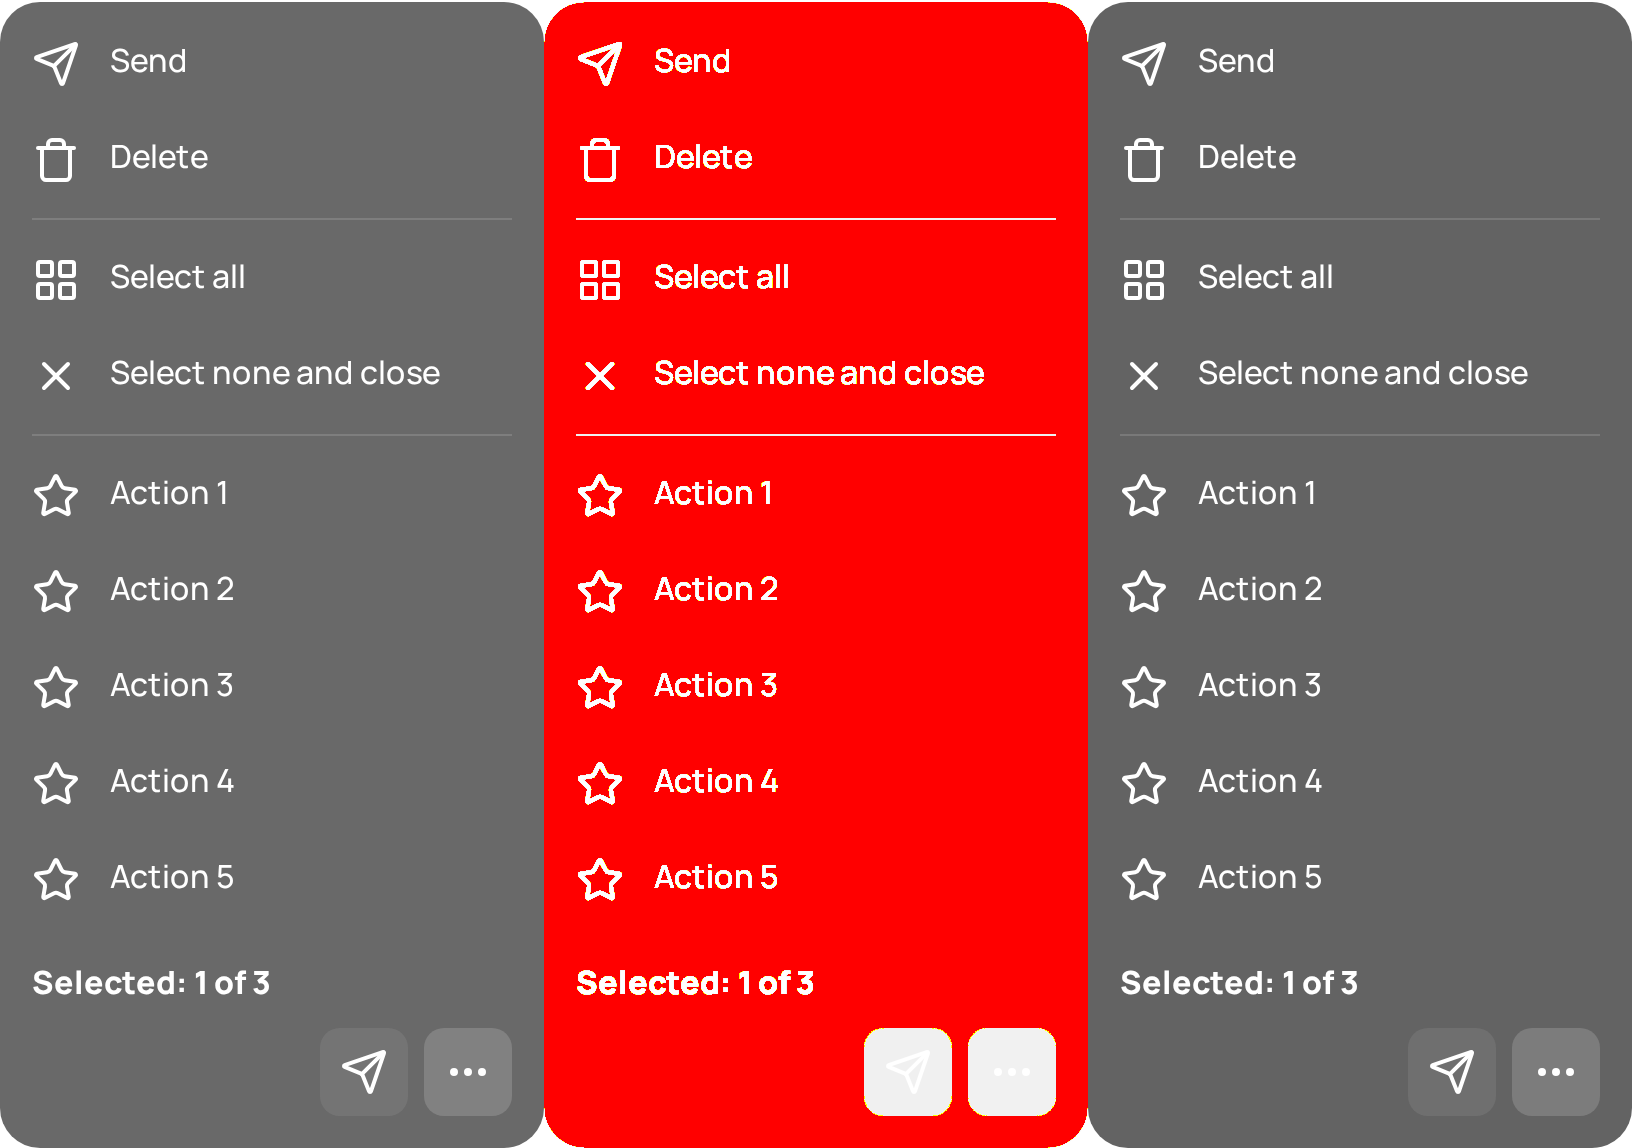 Send
Delete
Select all
Select none and close
Action 1
Action 2
Action 3
Action 4
Action 5
Selected: 1 of 3
Send
Delete
Select all
Select none and close
Action 1
Action 2
Action 3
Action 4
Action 5
Selected: 1 of 3
Send
Delete
Select all
Select none and close
Action 1
Action 2
Action 3
Action 4
Action 5
Selected: 1 of 3